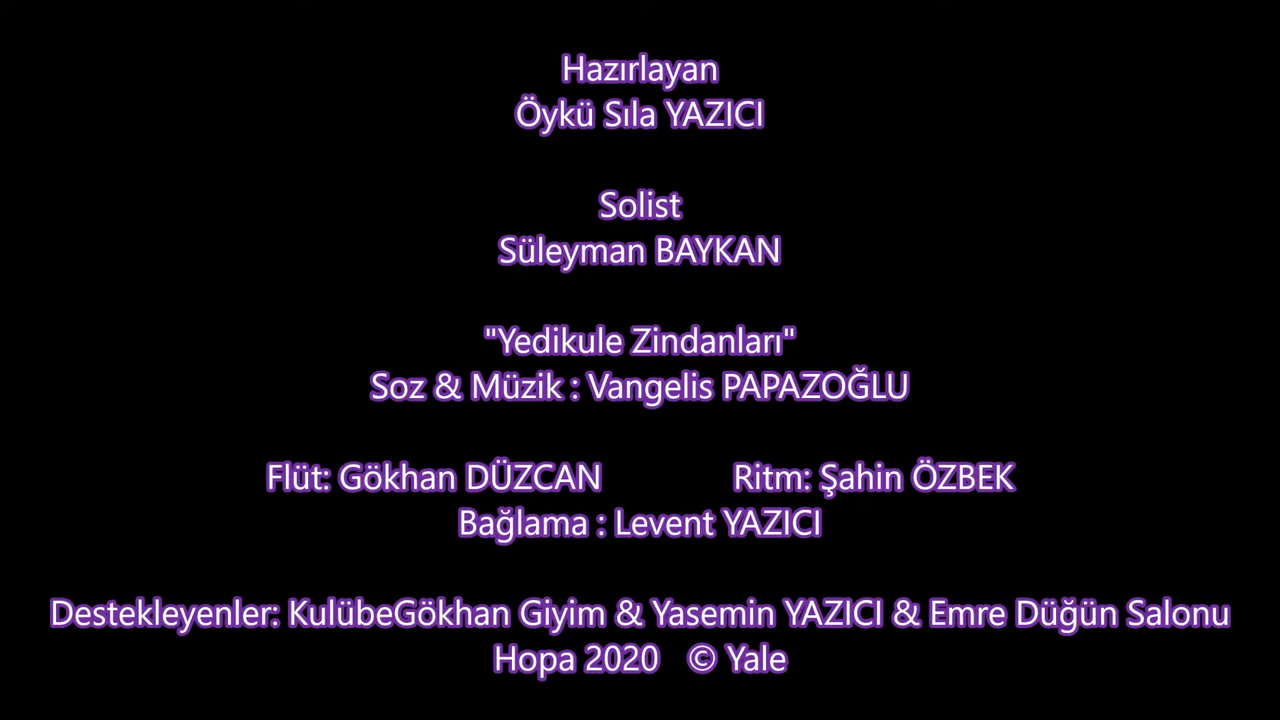 Hazırlayan
Öykü Sıla YAZICI
Solist
Süleyman BAYKAN
"Yedikule Zindanları"
Soz & Müzik : Vangelis PAPAZOĞLU
Flüt: Gökhan DÜZCAN Ritm: Şahin ÖZBEK
Bağlama : Levent YAZICI
Destekleyenler: KulübeGökhan Giyim & Yasemin YAZICI & Emre Düğün Salonu
Hopa 2020 © Yale